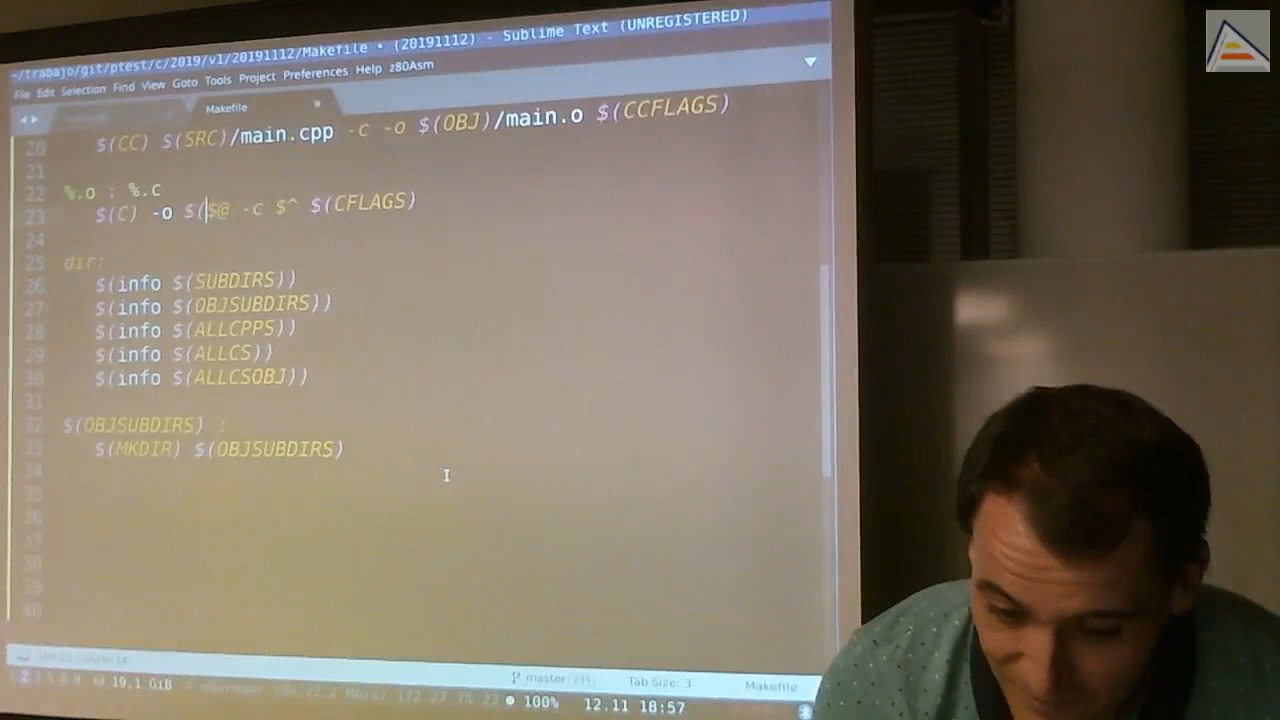 ~/trabajo/git/ptest/c/2019/v1/20191112/Makefile • (20191112) - Sublime Text (UNREGISTERED)
File Edit Selection Find View Goto Tools Project Preferences Help z80Asm
Makefile
20 $(CC) $(SRC)/main.cpp -c -o $(OBJ)/main.o $(CCFLAGS)
21
22 %.o : %.c
23 $(C) -o $($@ -c $^ $(CFLAGS)
24
25 dir:
26 $(info $(SUBDIRS))
27 $(info $(OBJSUBDIRS))
28 $(info $(ALLCPPS))
29 $(info $(ALLCS))
30 $(info $(ALLCSOBJ))
31
32 $(OBJSUBDIRS) :
33 $(MKDIR) $(OBJSUBDIRS)
34
35
36
37
38
39
40
master Tab Size: 3 Makefile
19,1 GiB 100% 12.11 18:57